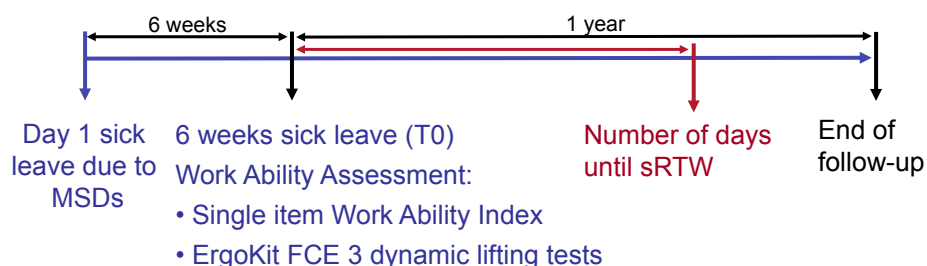 6 weeks
1 year
Day 1 sick
leave due to
MSDs
6 weeks sick leave (T0)
Work Ability Assessment:
• Single item Work Ability Index
• ErgoKit FCE 3 dynamic lifting tests
Number of days
until sRTW
End of
follow-up